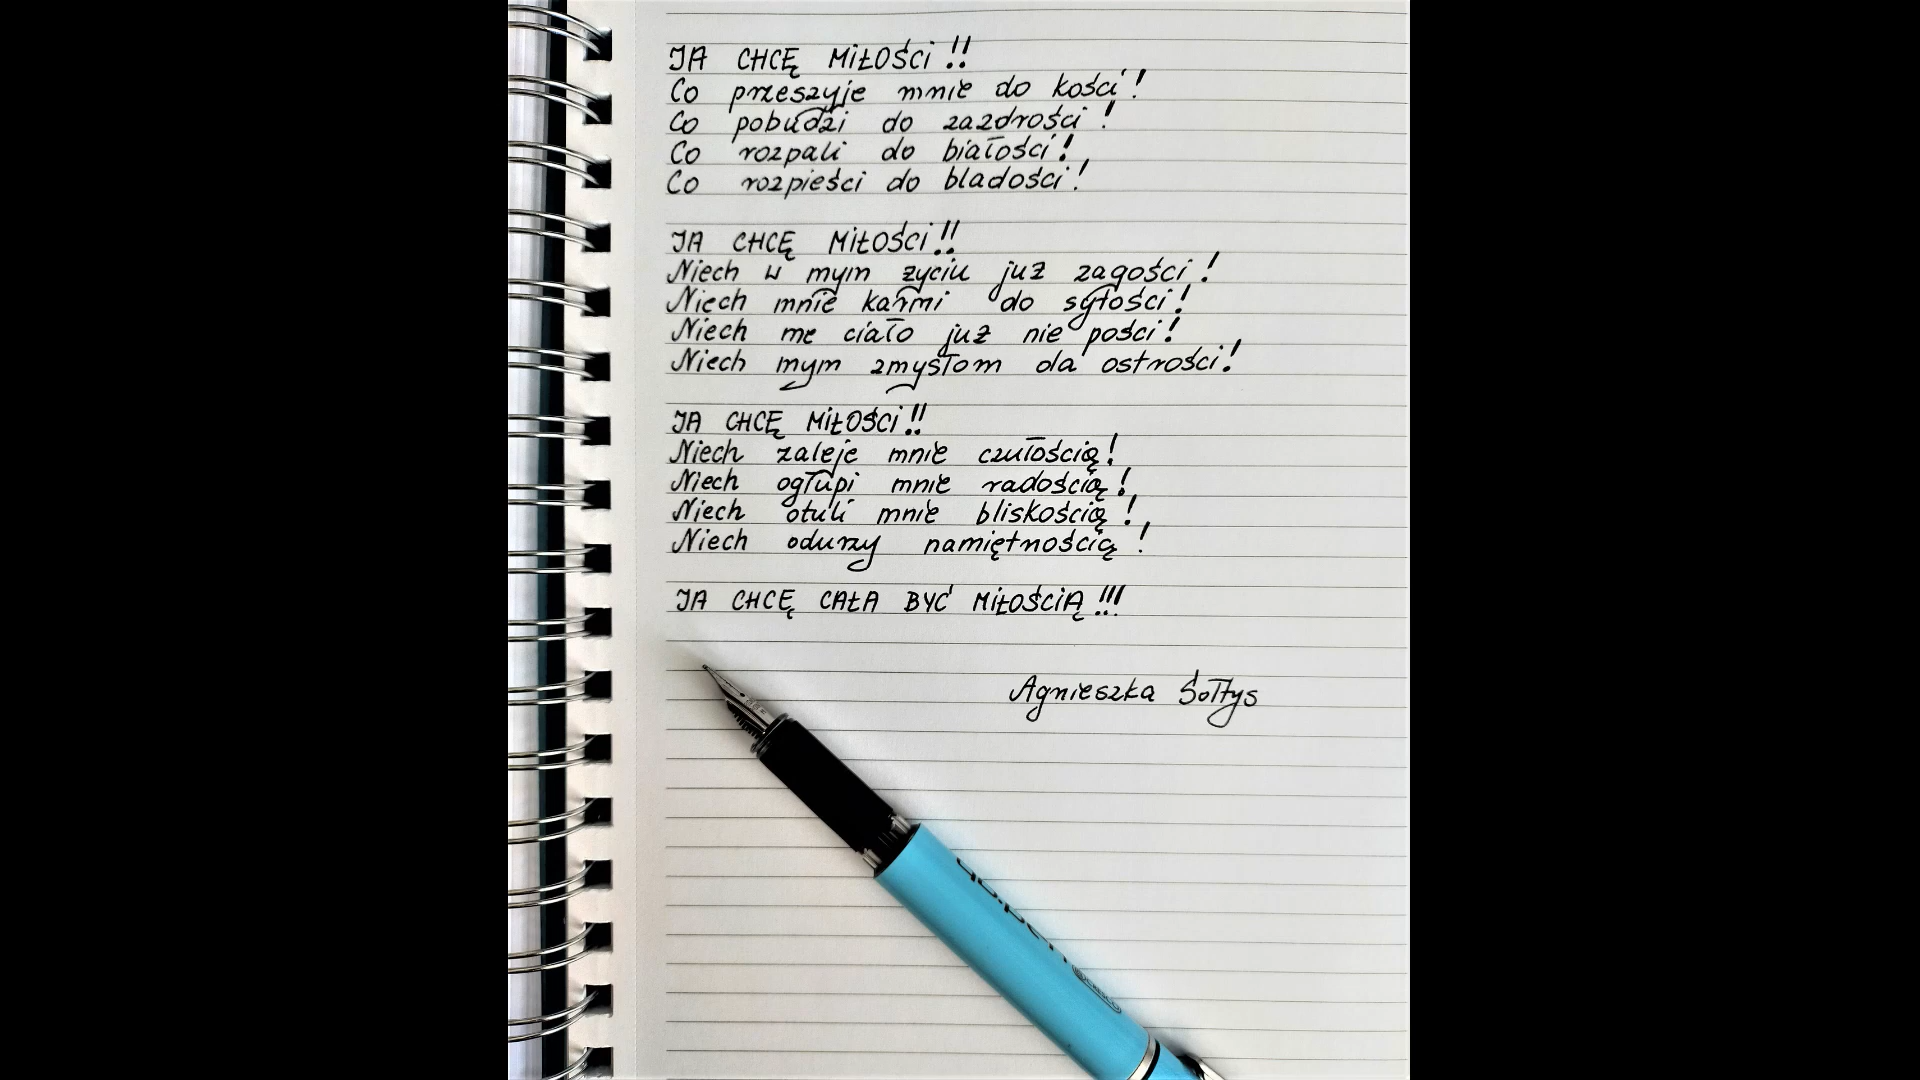 JA CHCĘ MIŁOŚCI!!
Co przeszyje mnie do kości!
Co pobudzi do zazdrości!
Co rozpali do białości!
Co rozpieści do bladości!
JA CHCĘ MIŁOŚCI!!
Niech w mym życiu już zagości!
Niech mnie karmi do sytości!
Niech me ciało już nie pości!
Niech mym zmysłom da ostrości!
JA CHCĘ MIŁOŚCI!!
Niech zaleje mnie czułością!
Niech ogłupi mnie radością!
Niech otuli mnie bliskością!
Niech odurzy namiętnością!
JA CHCĘ CAŁA BYĆ MIŁOŚCIĄ!!!
Agnieszka Sołtys